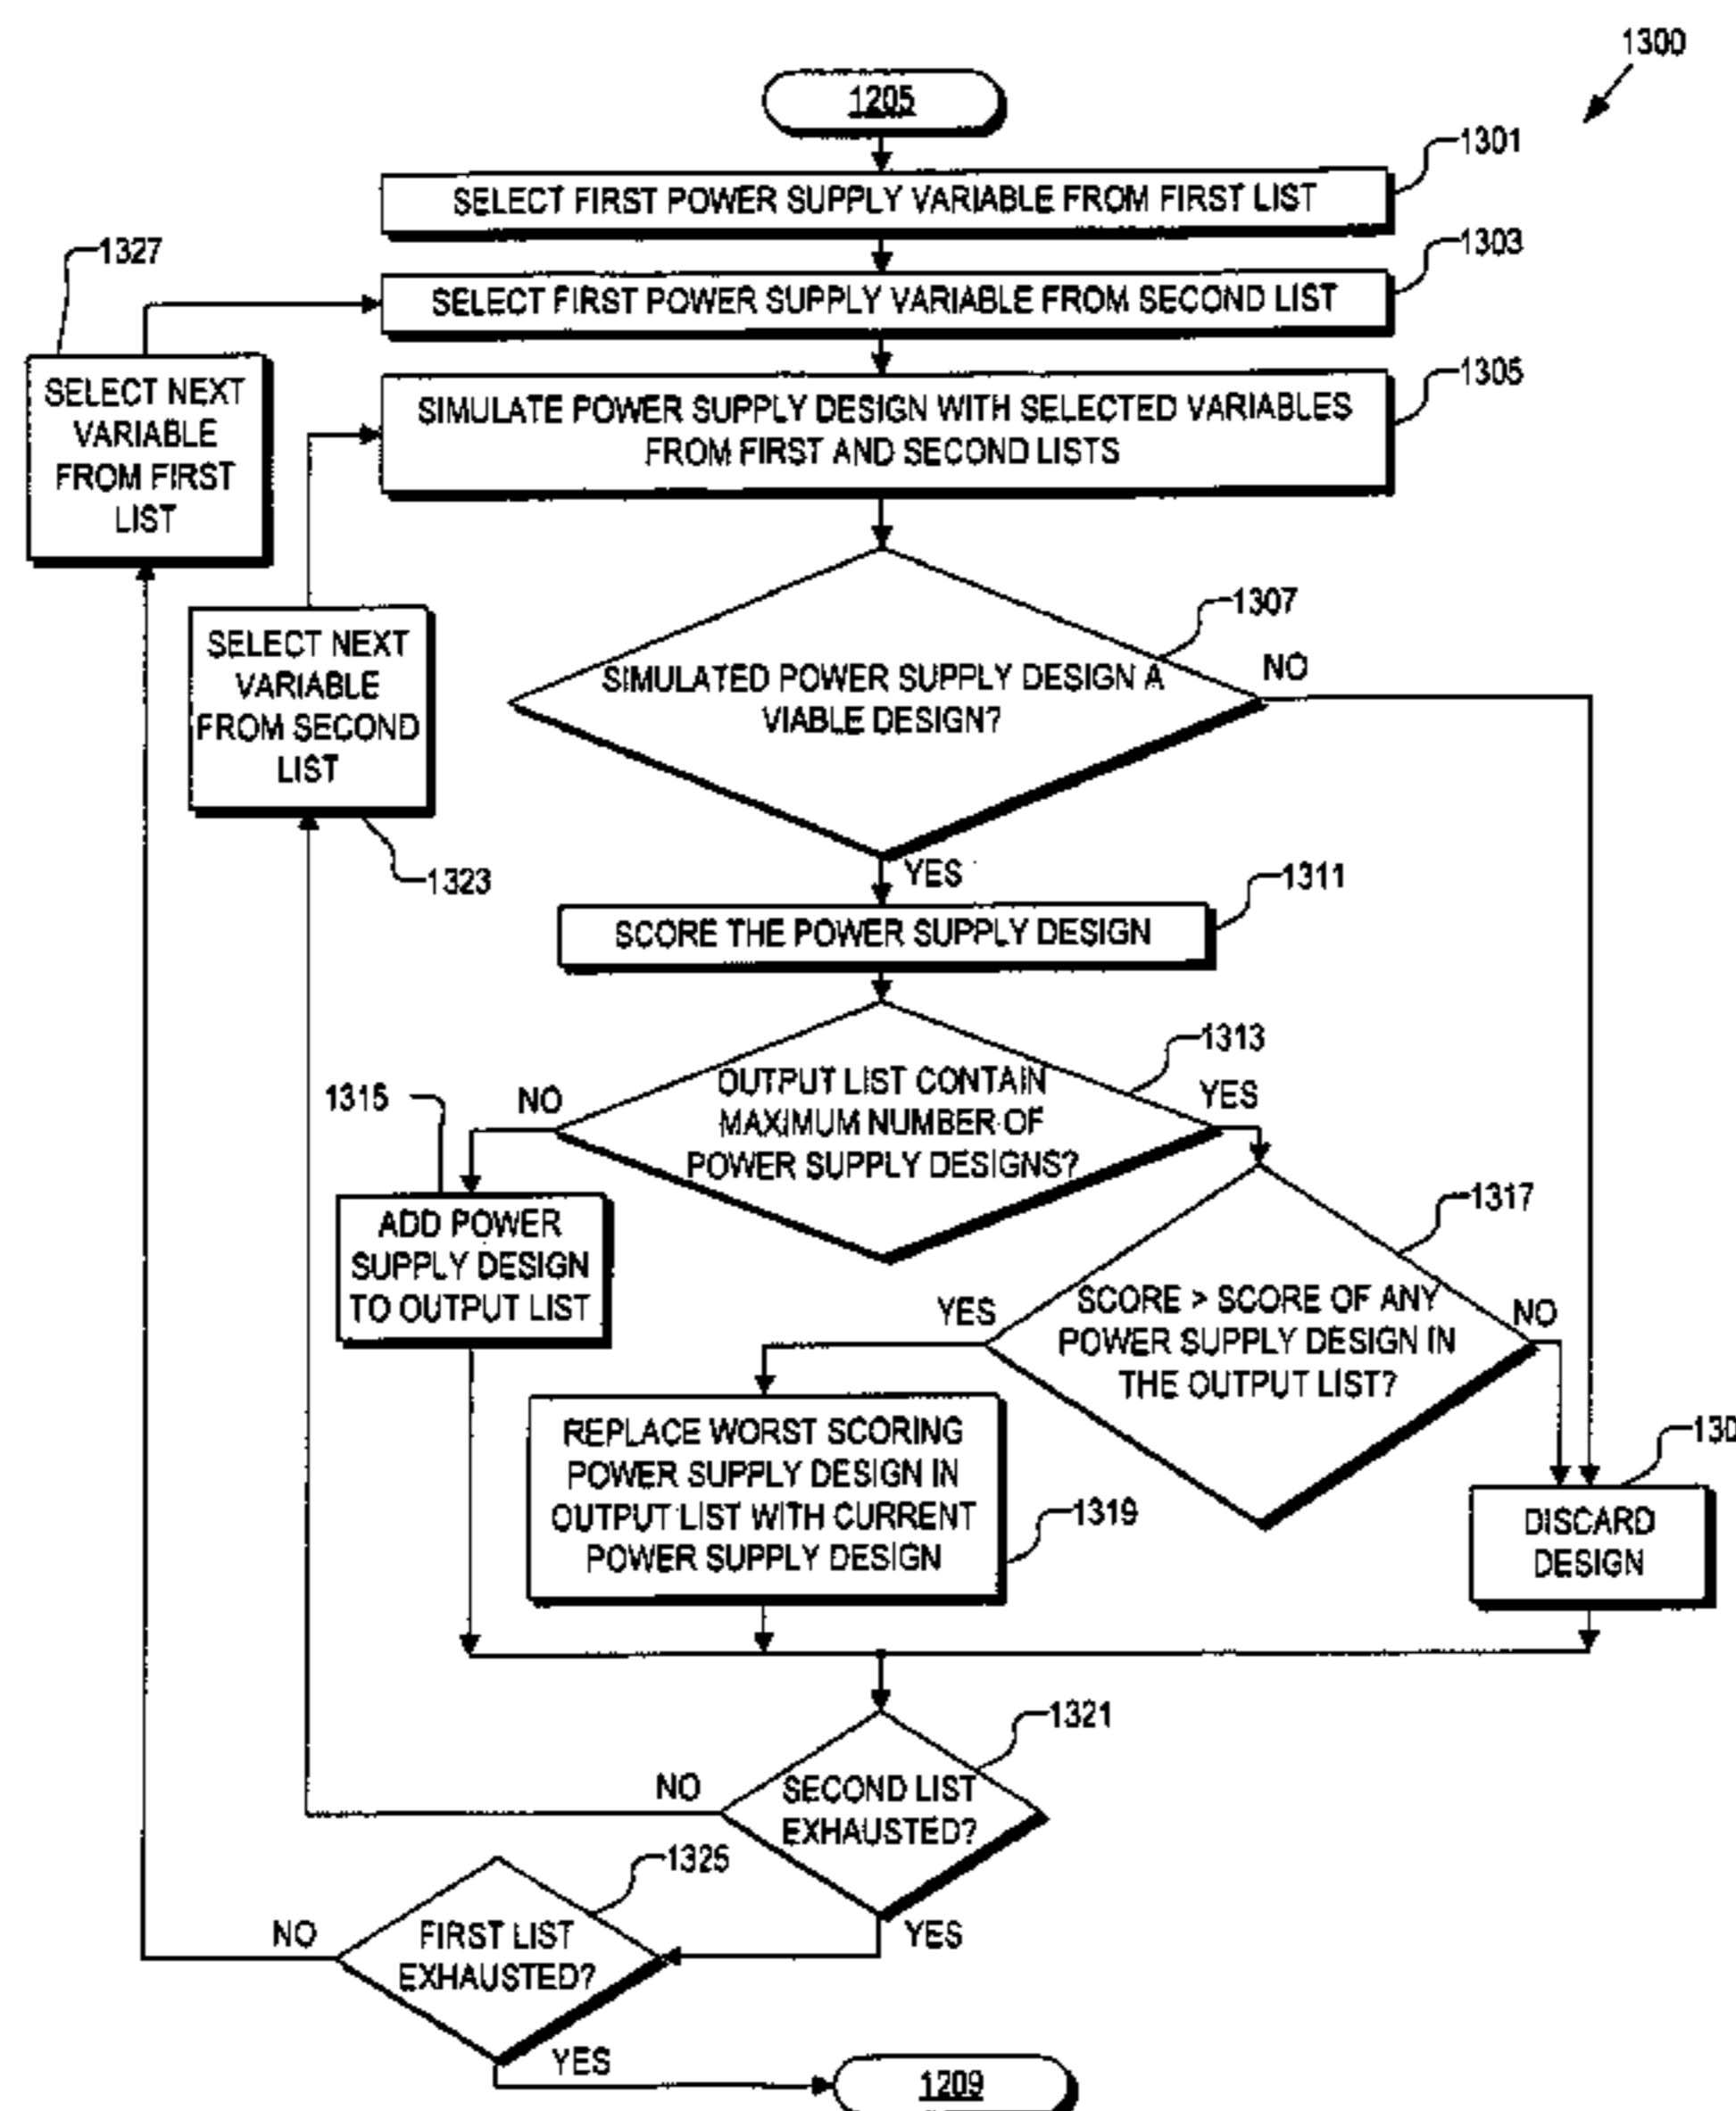 1300
1205
1301
SELECT FIRST POWER SUPPLY VARIABLE FROM FIRST LIST
1303
SELECT FIRST POWER SUPPLY VARIABLE FROM SECOND LIST
1327
SELECT NEXT
VARIABLE
FROM FIRST
LIST
1305
SIMULATE POWER SUPPLY DESIGN WITH SELECTED VARIABLES
FROM FIRST AND SECOND LISTS
SELECT NEXT
VARIABLE
FROM SECOND
LIST
1323
1307
SIMULATED POWER SUPPLY DESIGN A
VIABLE DESIGN?
NO
YES
1311
SCORE THE POWER SUPPLY DESIGN
1313
OUTPUT LIST CONTAIN
MAXIMUM NUMBER OF
POWER SUPPLY DESIGNS?
NO
YES
1315
ADD POWER
SUPPLY DESIGN
TO OUTPUT LIST
1317
SCORE > SCORE OF ANY
POWER SUPPLY DESIGN IN
THE OUTPUT LIST?
YES
NO
REPLACE WORST SCORING
POWER SUPPLY DESIGN IN
OUTPUT LIST WITH CURRENT
POWER SUPPLY DESIGN
1319
DISCARD
DESIGN
1321
SECOND LIST
EXHAUSTED?
NO
YES
1325
FIRST LIST
EXHAUSTED?
NO
YES
1209